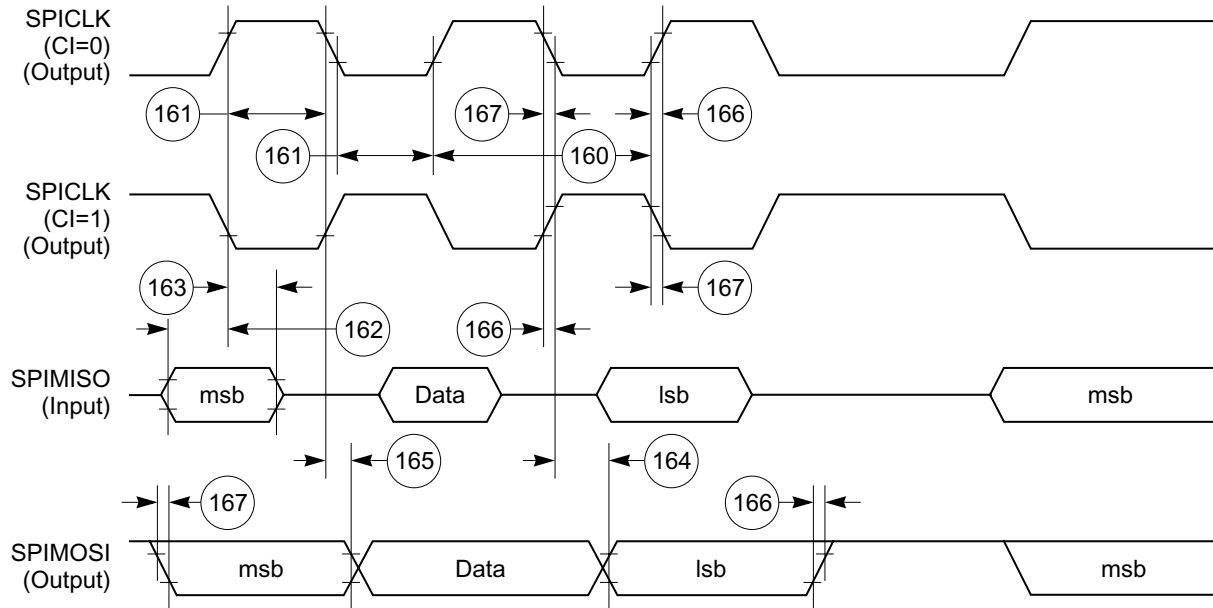 SPICLK
(CI=0)
(Output)
161 167 166
161 160
SPICLK
(CI=1)
(Output)
163 167
162 166
SPIMISO
(Input)
msb Data lsb msb
165 164
167 166
SPIMOSI
(Output)
msb Data lsb msb